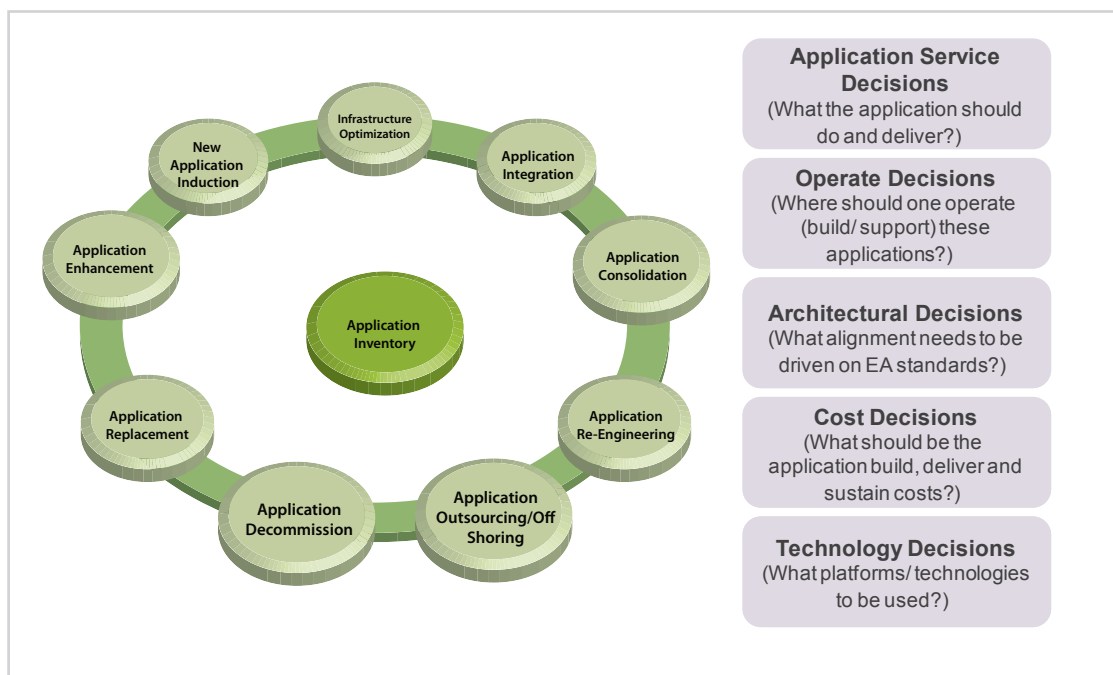 Infrastructure
Optimization
Application
Integration
Application
Consolidation
Application
Re-Engineering
Application
Outsourcing/Off
Shoring
Application
Decommission
Application
Replacement
Application
Enhancement
New
Application
Induction
Application
Inventory
Application Service
Decisions
(What the application should
do and deliver?)
Operate Decisions
(Where should one operate
(build/ support) these
applications?)
Architectural Decisions
(What alignment needs to be
driven on EA standards?)
Cost Decisions
(What should be the
application build, deliver and
sustain costs?)
Technology Decisions
(What platforms/ technologies
to be used?)